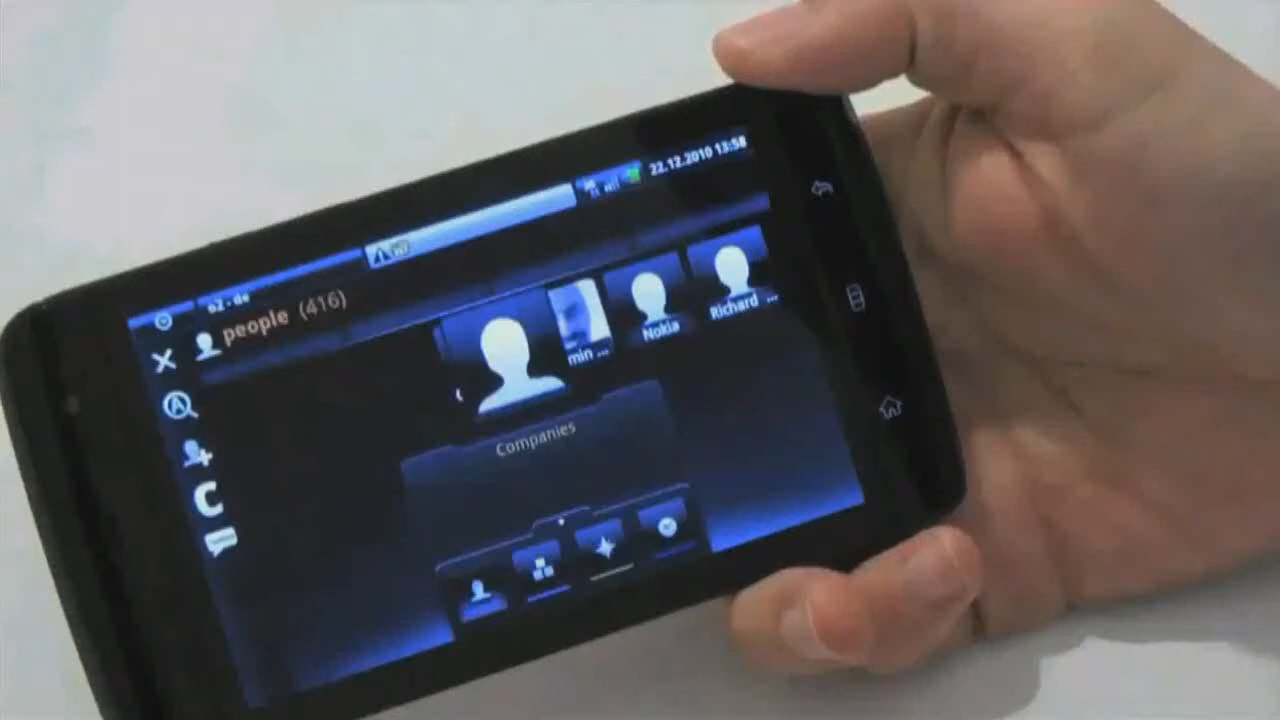 22.12.2010 13:58
o2 - de
people (416)
min ...
Nokia
Richard ...
Companies